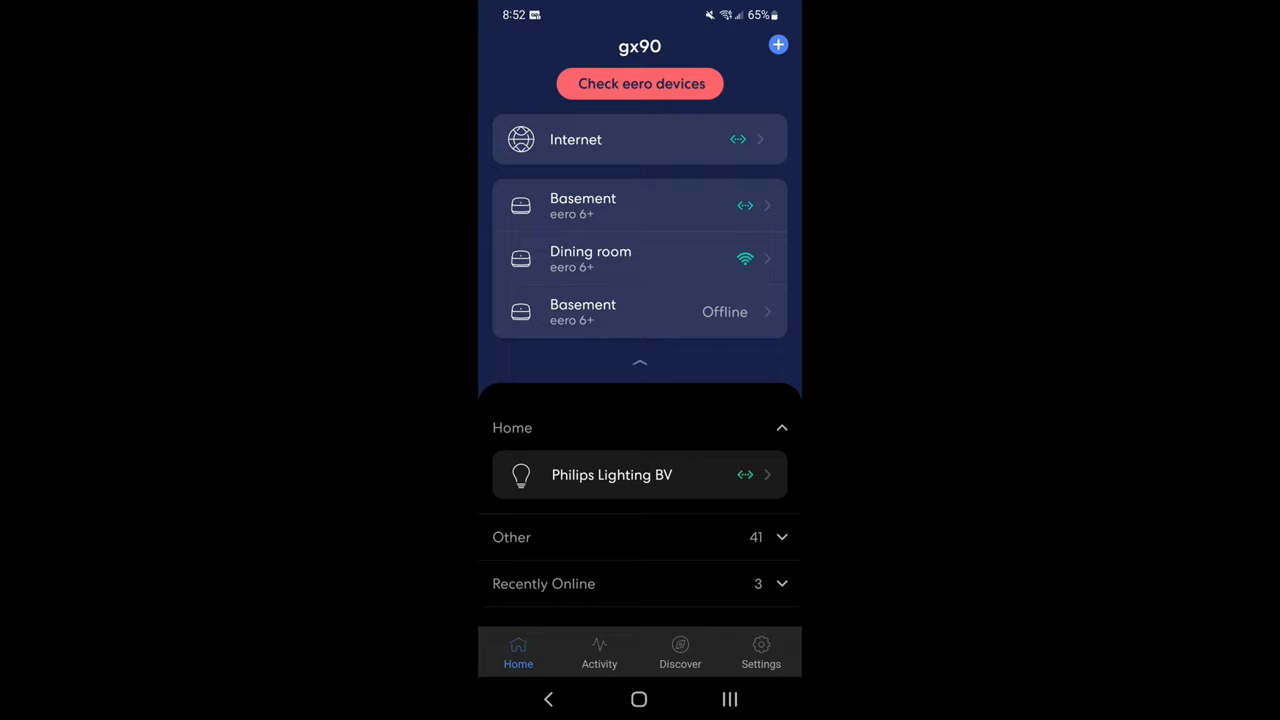 8:52
65%
gx90
Check eero devices
Internet
Basement
eero 6+
Dining room
eero 6+
Basement
eero 6+
Offline
Home
Philips Lighting BV
Other 41
Recently Online 3
Home Activity Discover Settings